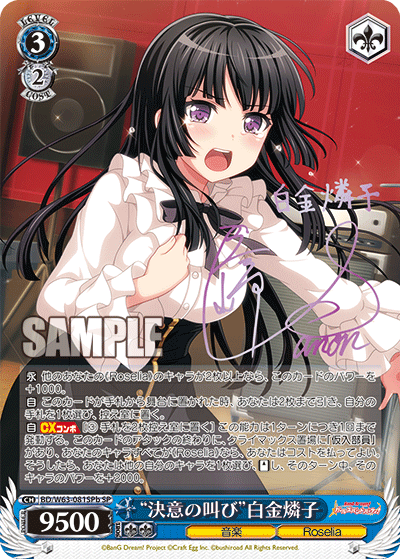 LEVEL
3
2
COST
白金燐子
SAMPLE
永 他のあなたの《Roselia》のキャラが2枚以上なら、このカードのパワーを
+1000。
自 このカードが手札から舞台に置かれた時、あなたは2枚まで引き、自分の
手札を1枚選び、控え室に置く。
自 CXコンボ [③ 手札を2枚控え室に置く] この能力は1ターンにつき1回まで
発動する。このカードのアタックの終わりに、クライマックス置場に「仮入部員」
があり、あなたのキャラすべてが《Roselia》なら、あなたはコストを払ってよい。
そうしたら、あなたは他の自分のキャラを1枚選び、レストし、そのターン中、その
キャラのパワーを+2000。
CH BD/W63-081SPb SP
9500
“決意の叫び”白金燐子
音楽
Roselia
©BanG Dream! Project ©Craft Egg Inc. ©bushiroad All Rights Reserved.